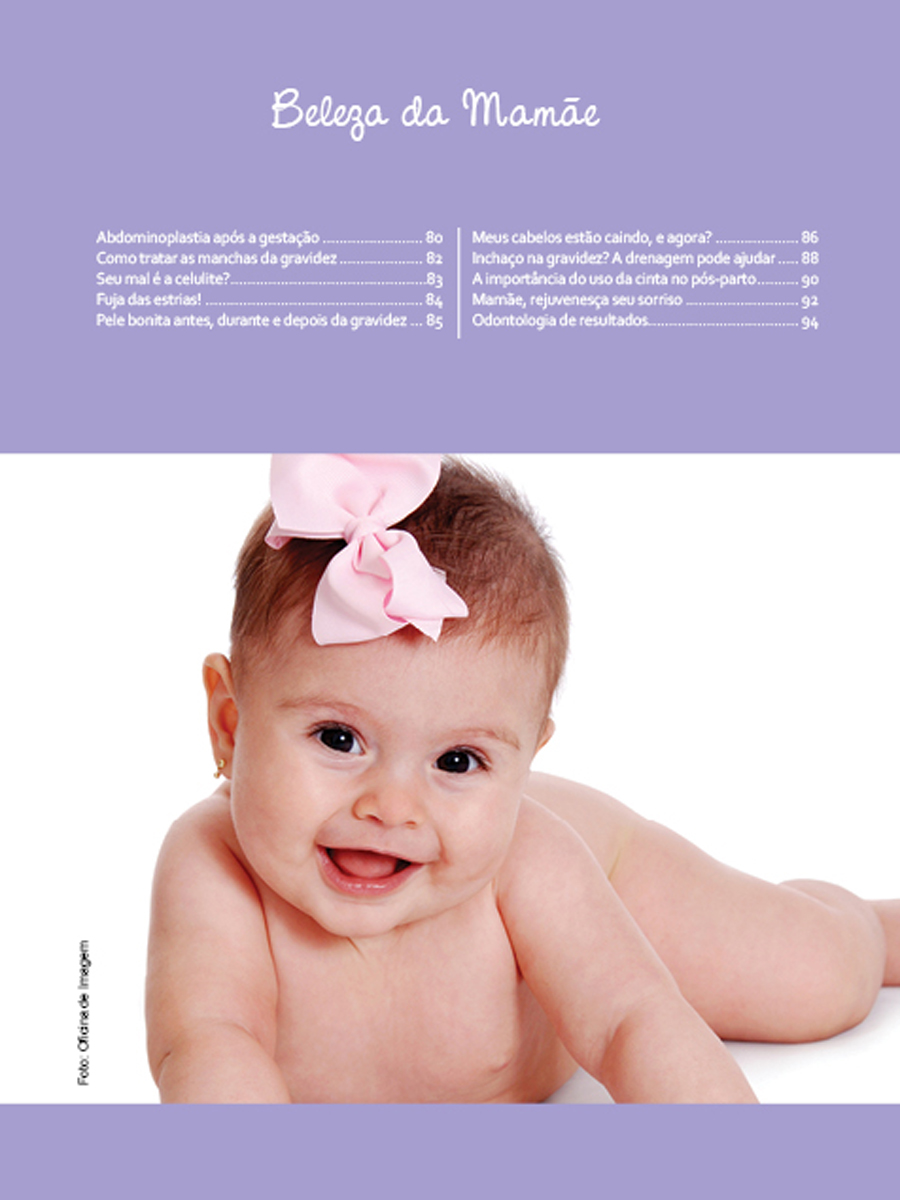 Beleza da Mamãe
Abdominoplastia após a gestação ........................ 80
Como tratar as manchas da gravidez .................... 82
Seu mal é a celulite?................................................83
Fuja das estrias! ..................................................... 84
Pele bonita antes, durante e depois da gravidez ... 85
Meus cabelos estão caindo, e agora? .................... 86
Inchaço na gravidez? A drenagem pode ajudar ..... 88
A importância do uso da cinta no pós-parto.......... 90
Mamãe, rejuvenesça seu sorriso ........................... 92
Odontologia de resultados.................................... 94
Foto: Oficina de Imagem